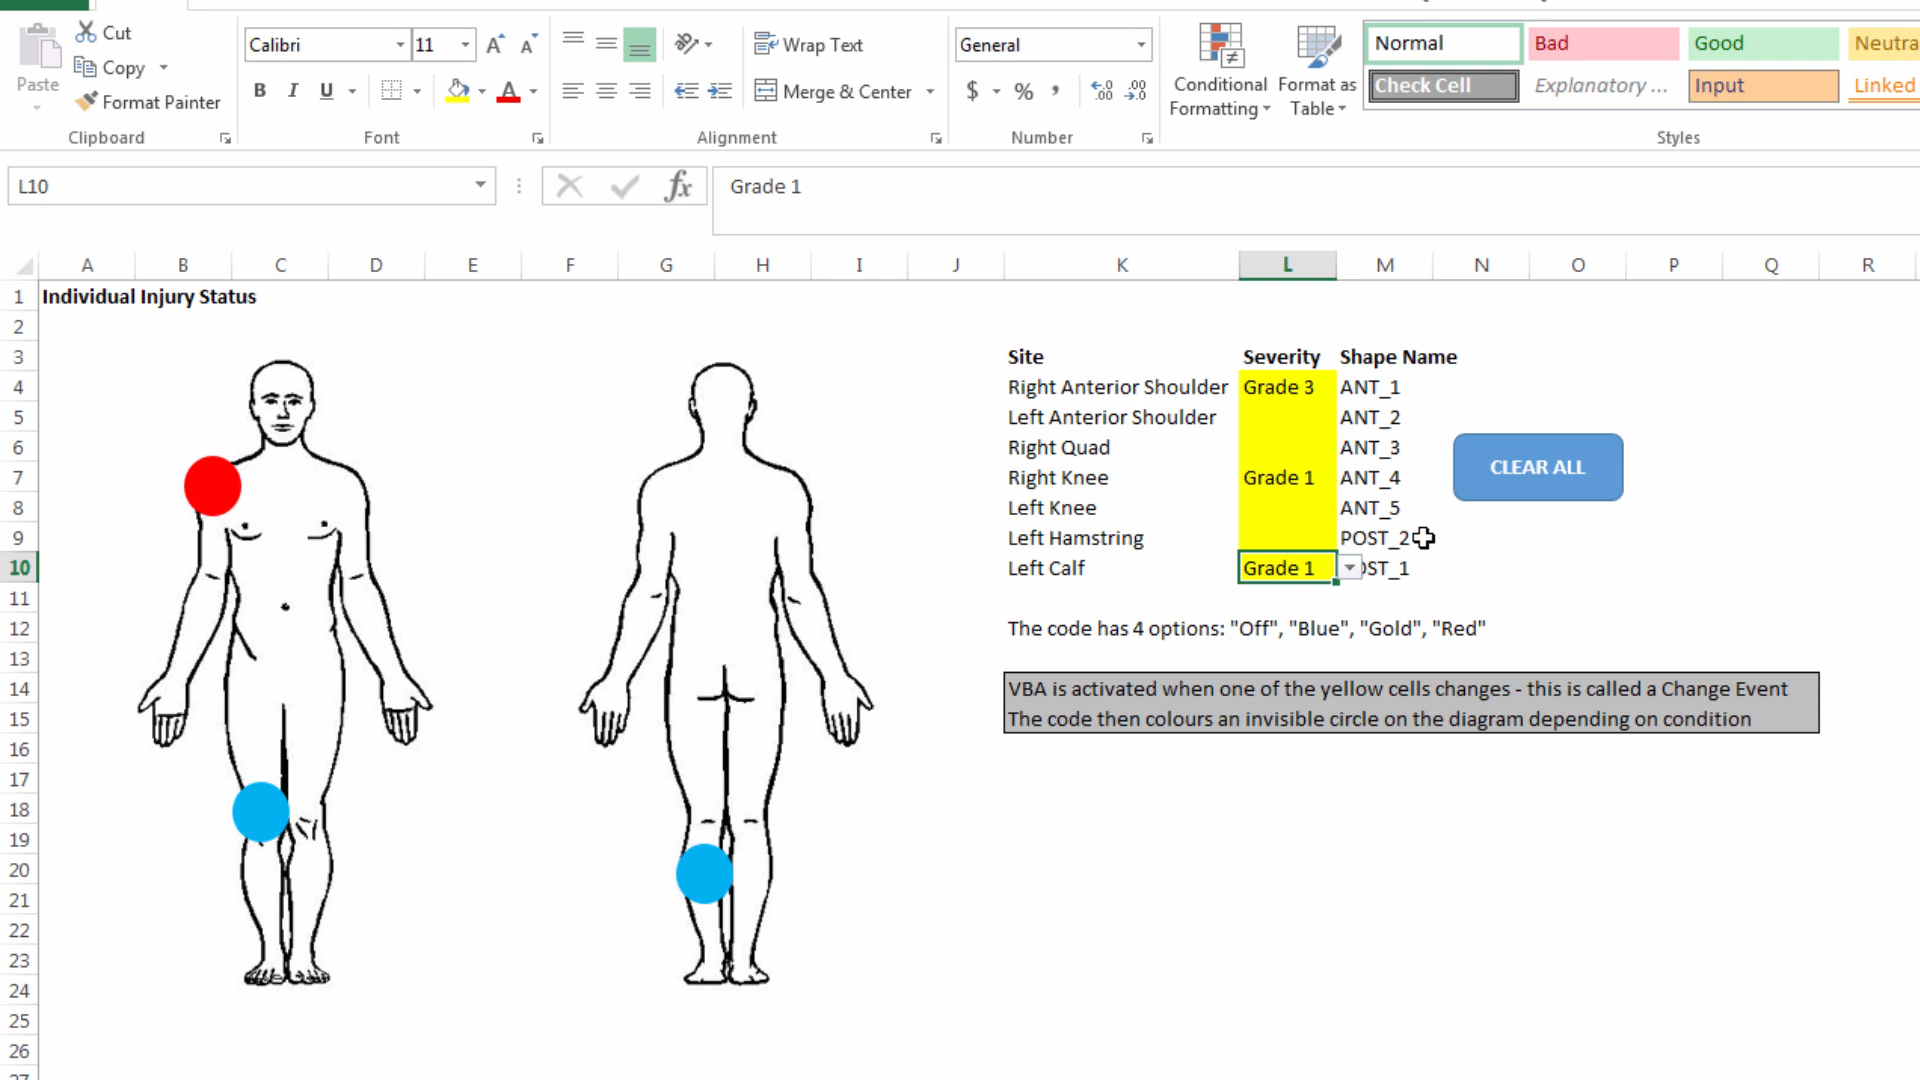 Cut
Copy
Format Painter
Paste
Clipboard
Calibri
11
A A
B I U
A
Font
Wrap Text
Merge & Center
Alignment
General
$ % ,
Number
Conditional Formatting
Format as Table
Normal
Bad
Good
Neutra
Check Cell
Explanatory ...
Input
Linked
Styles
L10
fx
Grade 1
A B C D E F G H I J K L M N O P Q R
1 Individual Injury Status
2
3 Site Severity Shape Name
4 Right Anterior Shoulder Grade 3 ANT_1
5 Left Anterior Shoulder ANT_2
6 Right Quad ANT_3
7 Right Knee Grade 1 ANT_4
CLEAR ALL
8 Left Knee ANT_5
9 Left Hamstring POST_2
10 Left Calf Grade 1 OST_1
11
12 The code has 4 options: "Off", "Blue", "Gold", "Red"
13
14 VBA is activated when one of the yellow cells changes - this is called a Change Event
15 The code then colours an invisible circle on the diagram depending on condition
16
17
18
19
20
21
22
23
24
25
26